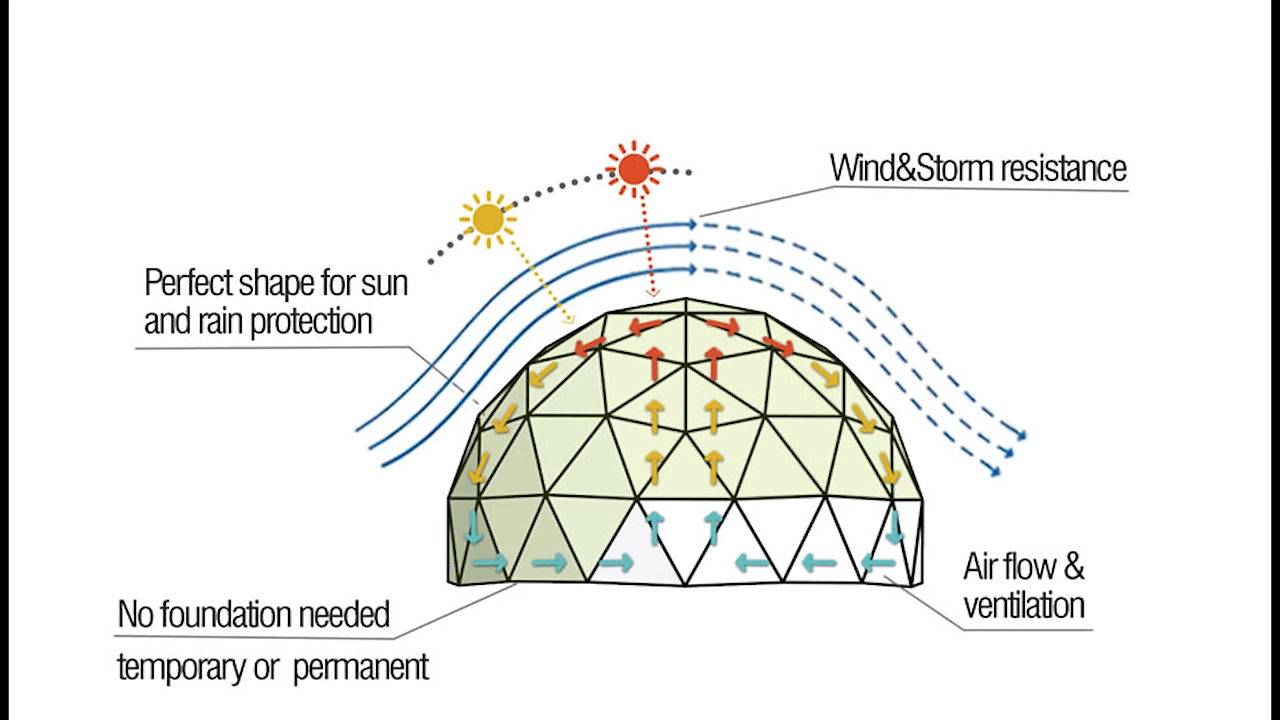 Wind&Storm resistance
Perfect shape for sun
and rain protection
Air flow &
ventilation
No foundation needed
temporary or permanent